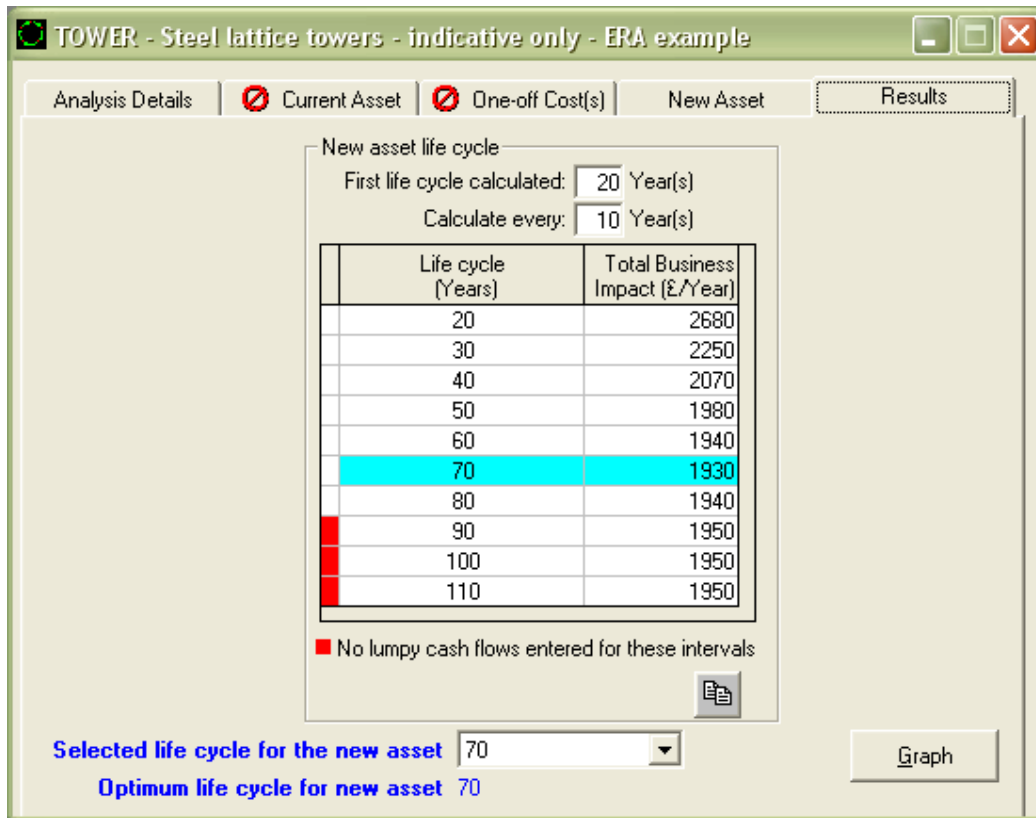 TOWER - Steel lattice towers - indicative only - ERA example
Analysis Details Current Asset One-off Cost(s) New Asset Results
New asset life cycle
First life cycle calculated: 20 Year(s)
Calculate every: 10 Year(s)
Life cycle (Years) Total Business Impact (£/Year)
20 2680
30 2250
40 2070
50 1980
60 1940
70 1930
80 1940
90 1950
100 1950
110 1950
No lumpy cash flows entered for these intervals
Selected life cycle for the new asset 70
Graph
Optimum life cycle for new asset 70